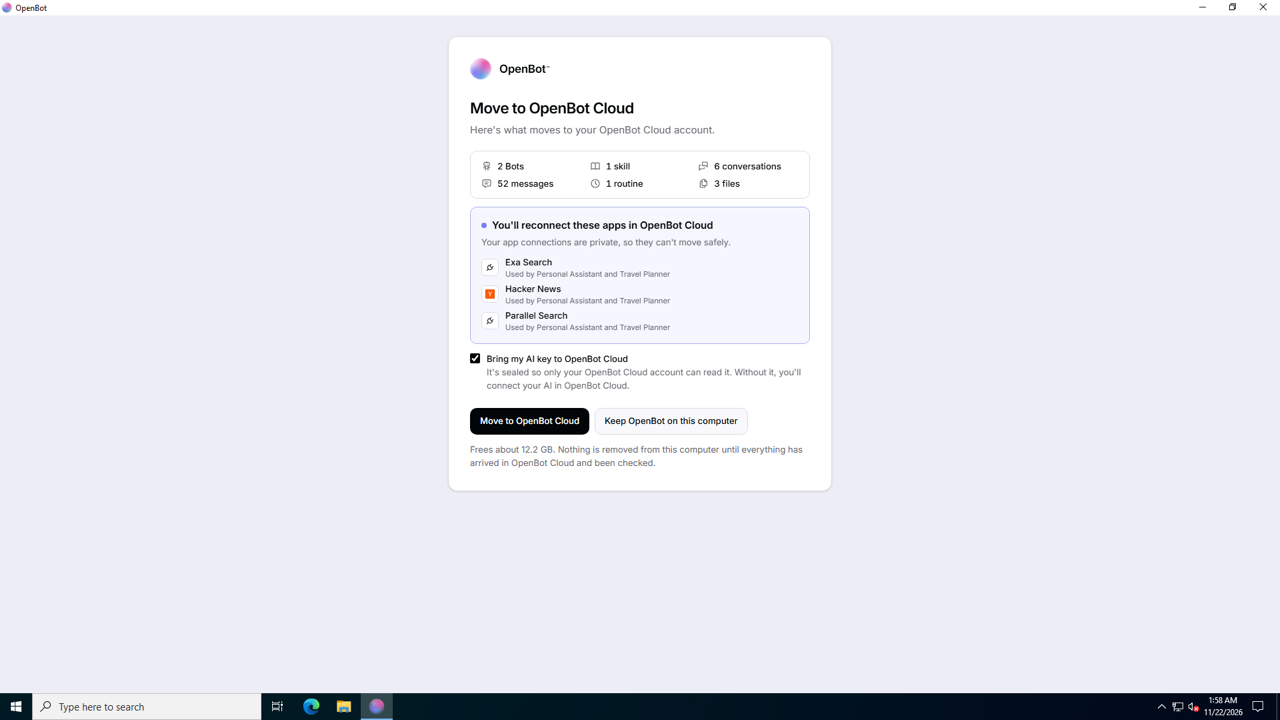 OpenBot
OpenBot™
Move to OpenBot Cloud
Here's what moves to your OpenBot Cloud account.
2 Bots
1 skill
6 conversations
52 messages
1 routine
3 files
You'll reconnect these apps in OpenBot Cloud
Your app connections are private, so they can't move safely.
Exa Search
Used by Personal Assistant and Travel Planner
Y
Hacker News
Used by Personal Assistant and Travel Planner
Parallel Search
Used by Personal Assistant and Travel Planner
Bring my AI key to OpenBot Cloud
It's sealed so only your OpenBot Cloud account can read it. Without it, you'll
connect your AI in OpenBot Cloud.
Move to OpenBot Cloud
Keep OpenBot on this computer
Frees about 12.2 GB. Nothing is removed from this computer until everything has
arrived in OpenBot Cloud and been checked.
Type here to search
1:58 AM
11/22/2026